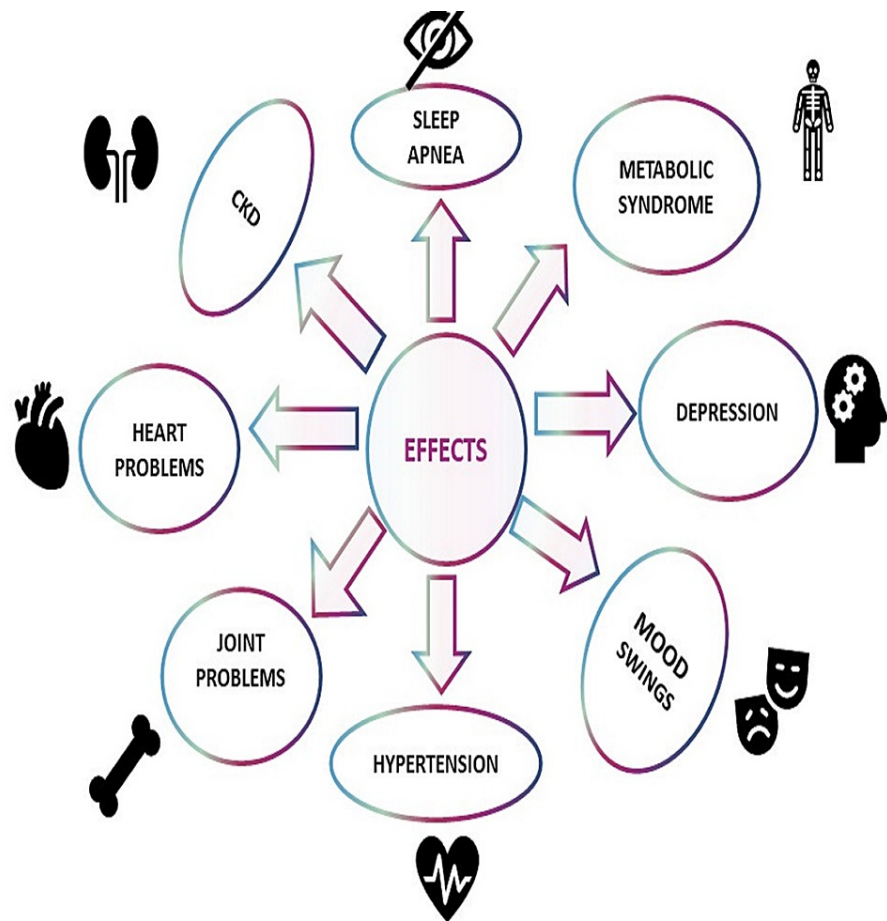 SLEEP
APNEA
METABOLIC
SYNDROME
CKD
DEPRESSION
HEART
PROBLEMS
EFFECTS
MOOD
SWINGS
JOINT
PROBLEMS
HYPERTENSION